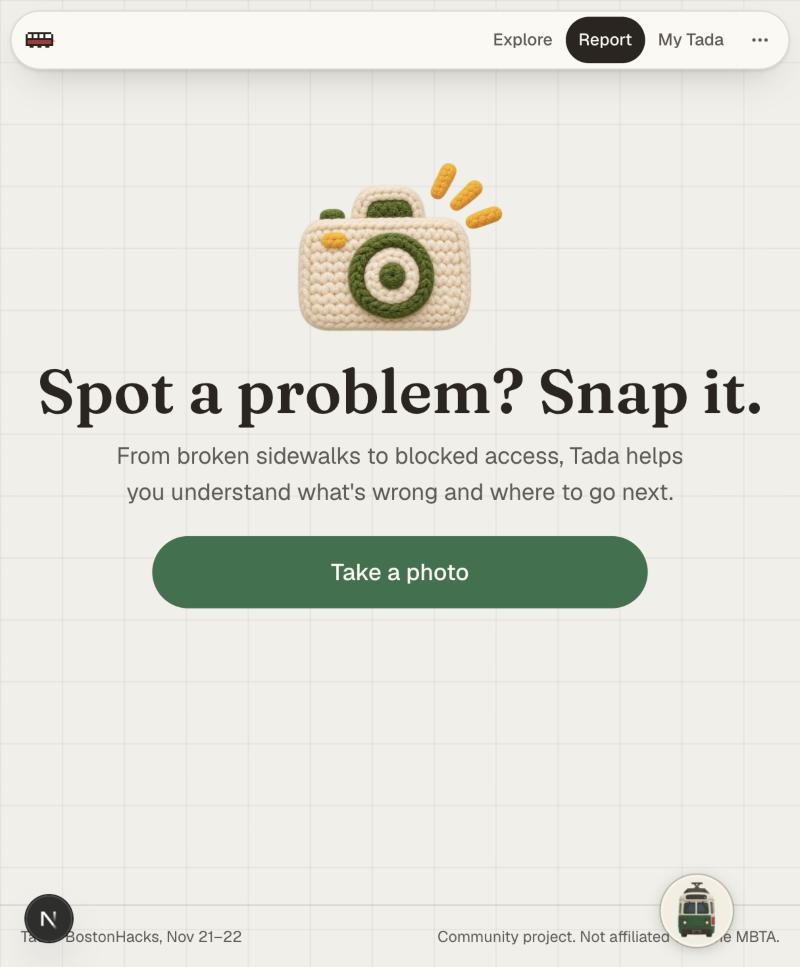 Explore Report My Tada
Spot a problem? Snap it.
From broken sidewalks to blocked access, Tada helps
you understand what's wrong and where to go next.
Take a photo
N
BostonHacks, Nov 21–22
Community project. Not affiliated MBTA.